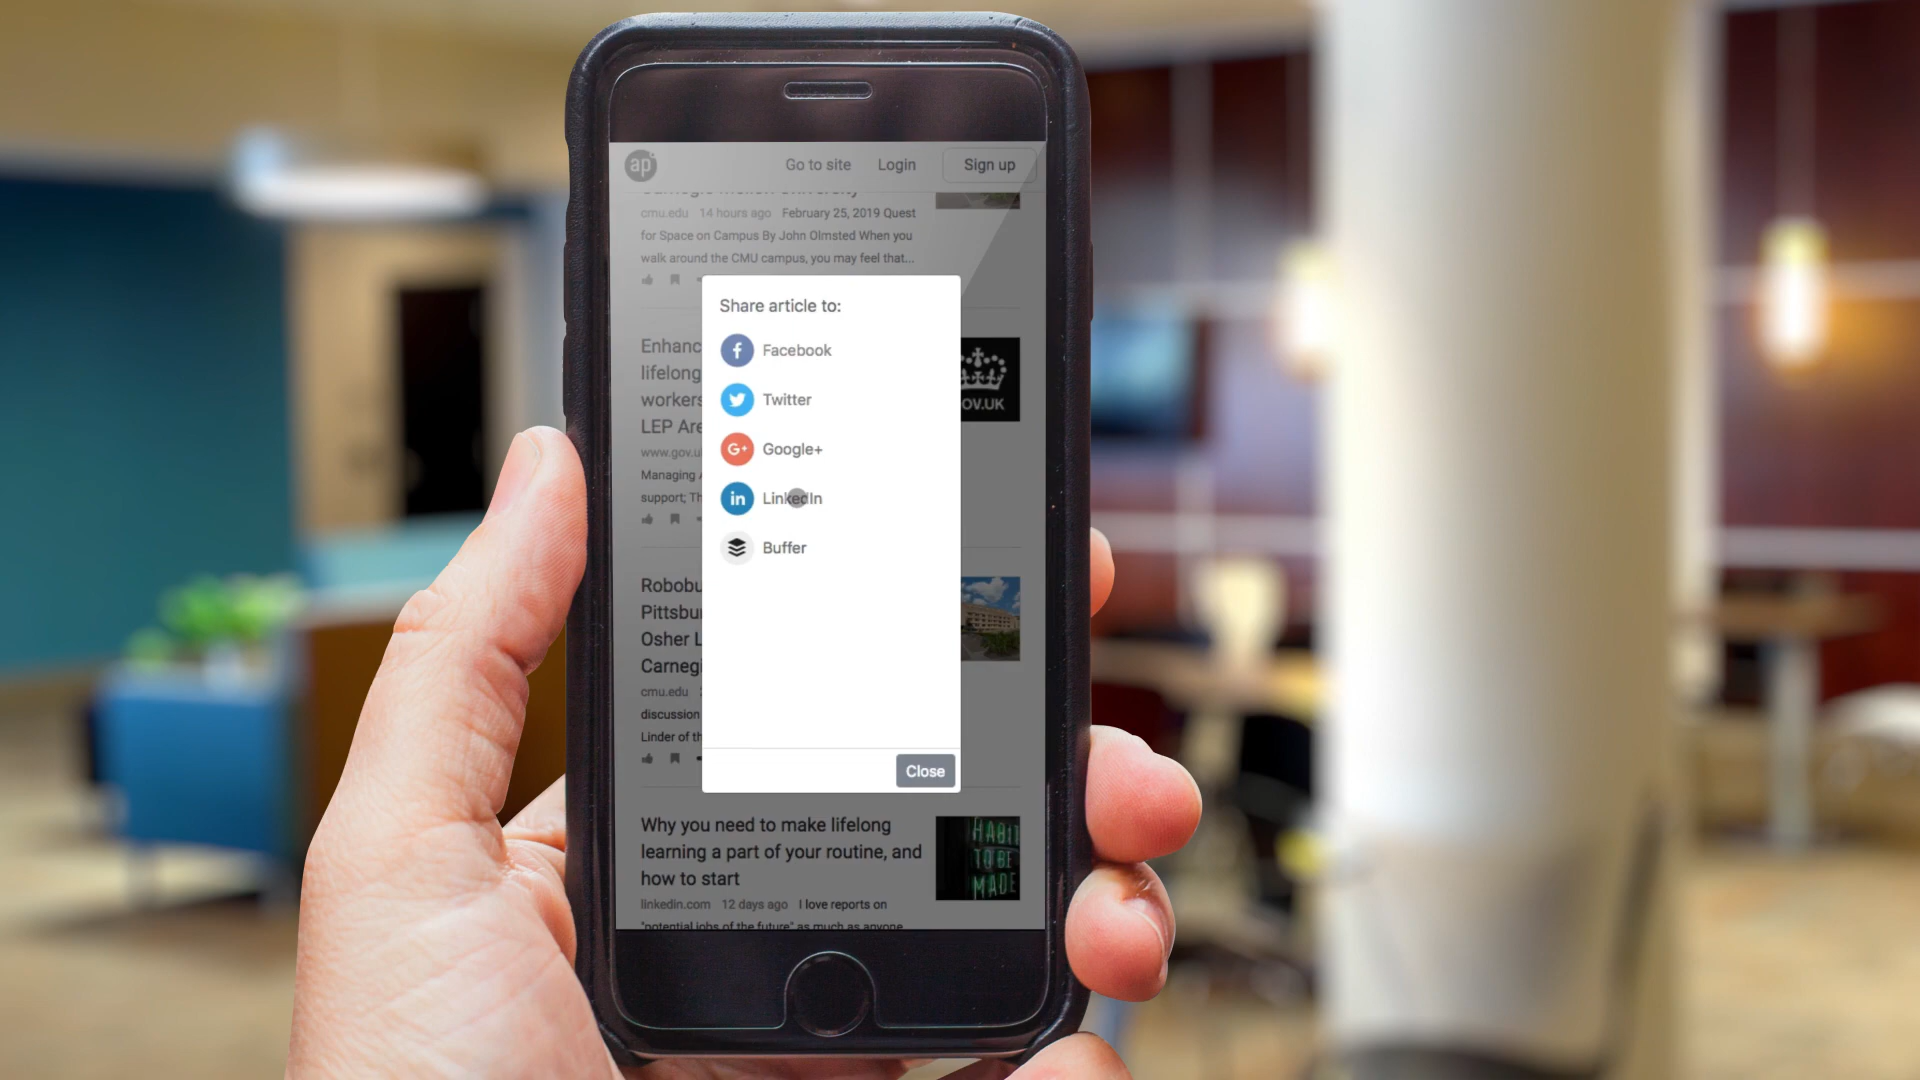 ap
Go to site Login Sign up
Carnegie Mellon University
cmu.edu 14 hours ago February 25, 2019 Quest
for Space on Campus By John Olmsted When you
walk around the CMU campus, you may feel that...
Share article to:
Facebook
Twitter
Google+
LinkedIn
Buffer
Close
Enhanc
lifelong
workers
LEP Are
www.gov.u
Managing
support; Th
OV.UK
Robobu
Pittsbu
Osher L
Carnegi
cmu.edu
discussion
Linder of th
Why you need to make lifelong
learning a part of your routine, and
how to start
linkedin.com 12 days ago I love reports on
"potential jobs of the future" as much as anyone
HABIT
TO BE
MADE